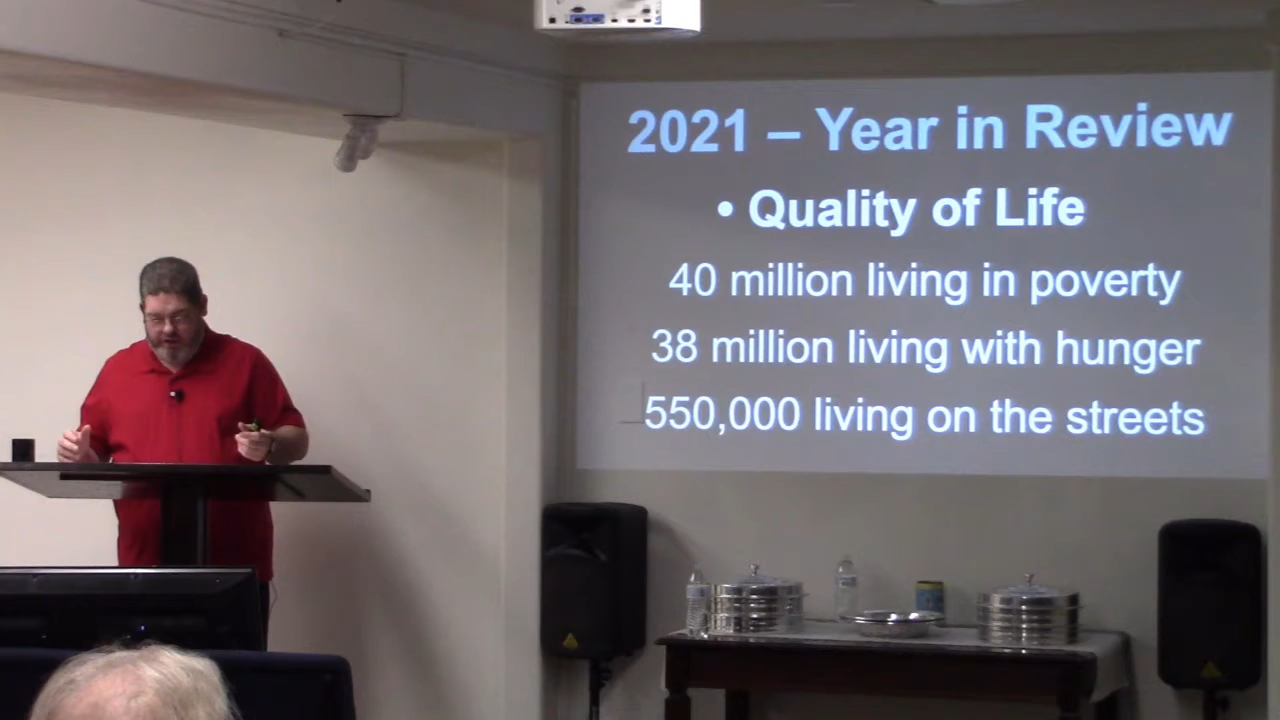 2021 – Year in Review
• Quality of Life
40 million living in poverty
38 million living with hunger
550,000 living on the streets